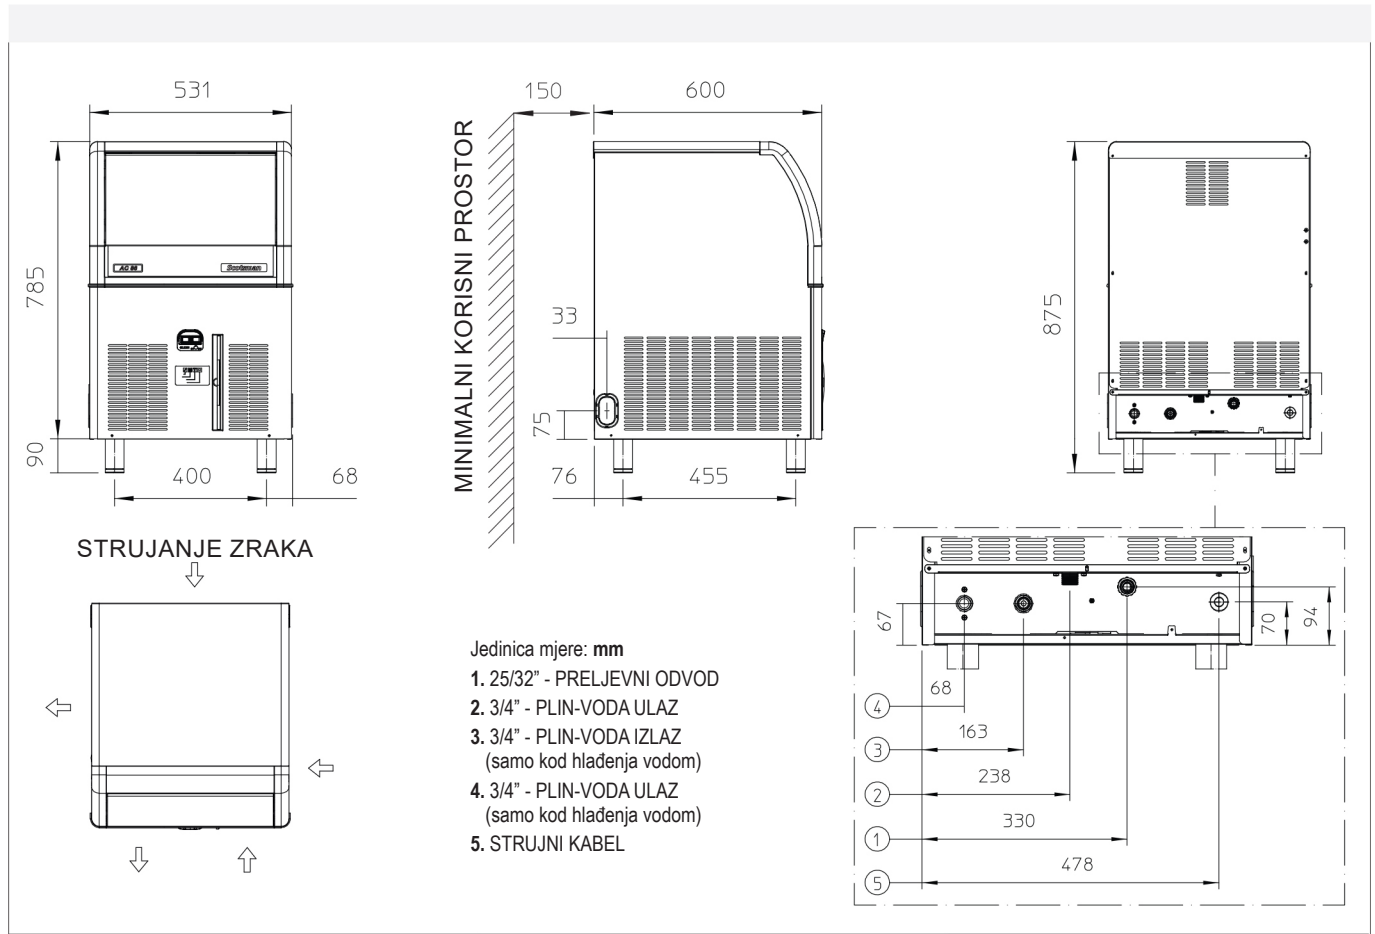 531
150
600
785
90
400
68
AC 86
Scotsman
MINIMALNI KORISNI PROSTOR
33
75
76
455
875
STRUJANJE ZRAKA
Jedinica mjere: mm
1. 25/32" - PRELJEVNI ODVOD
2. 3/4" - PLIN-VODA ULAZ
3. 3/4" - PLIN-VODA IZLAZ
(samo kod hlađenja vodom)
4. 3/4" - PLIN-VODA ULAZ
(samo kod hlađenja vodom)
5. STRUJNI KABEL
67
70
94
68
4
163
3
238
2
330
1
478
5